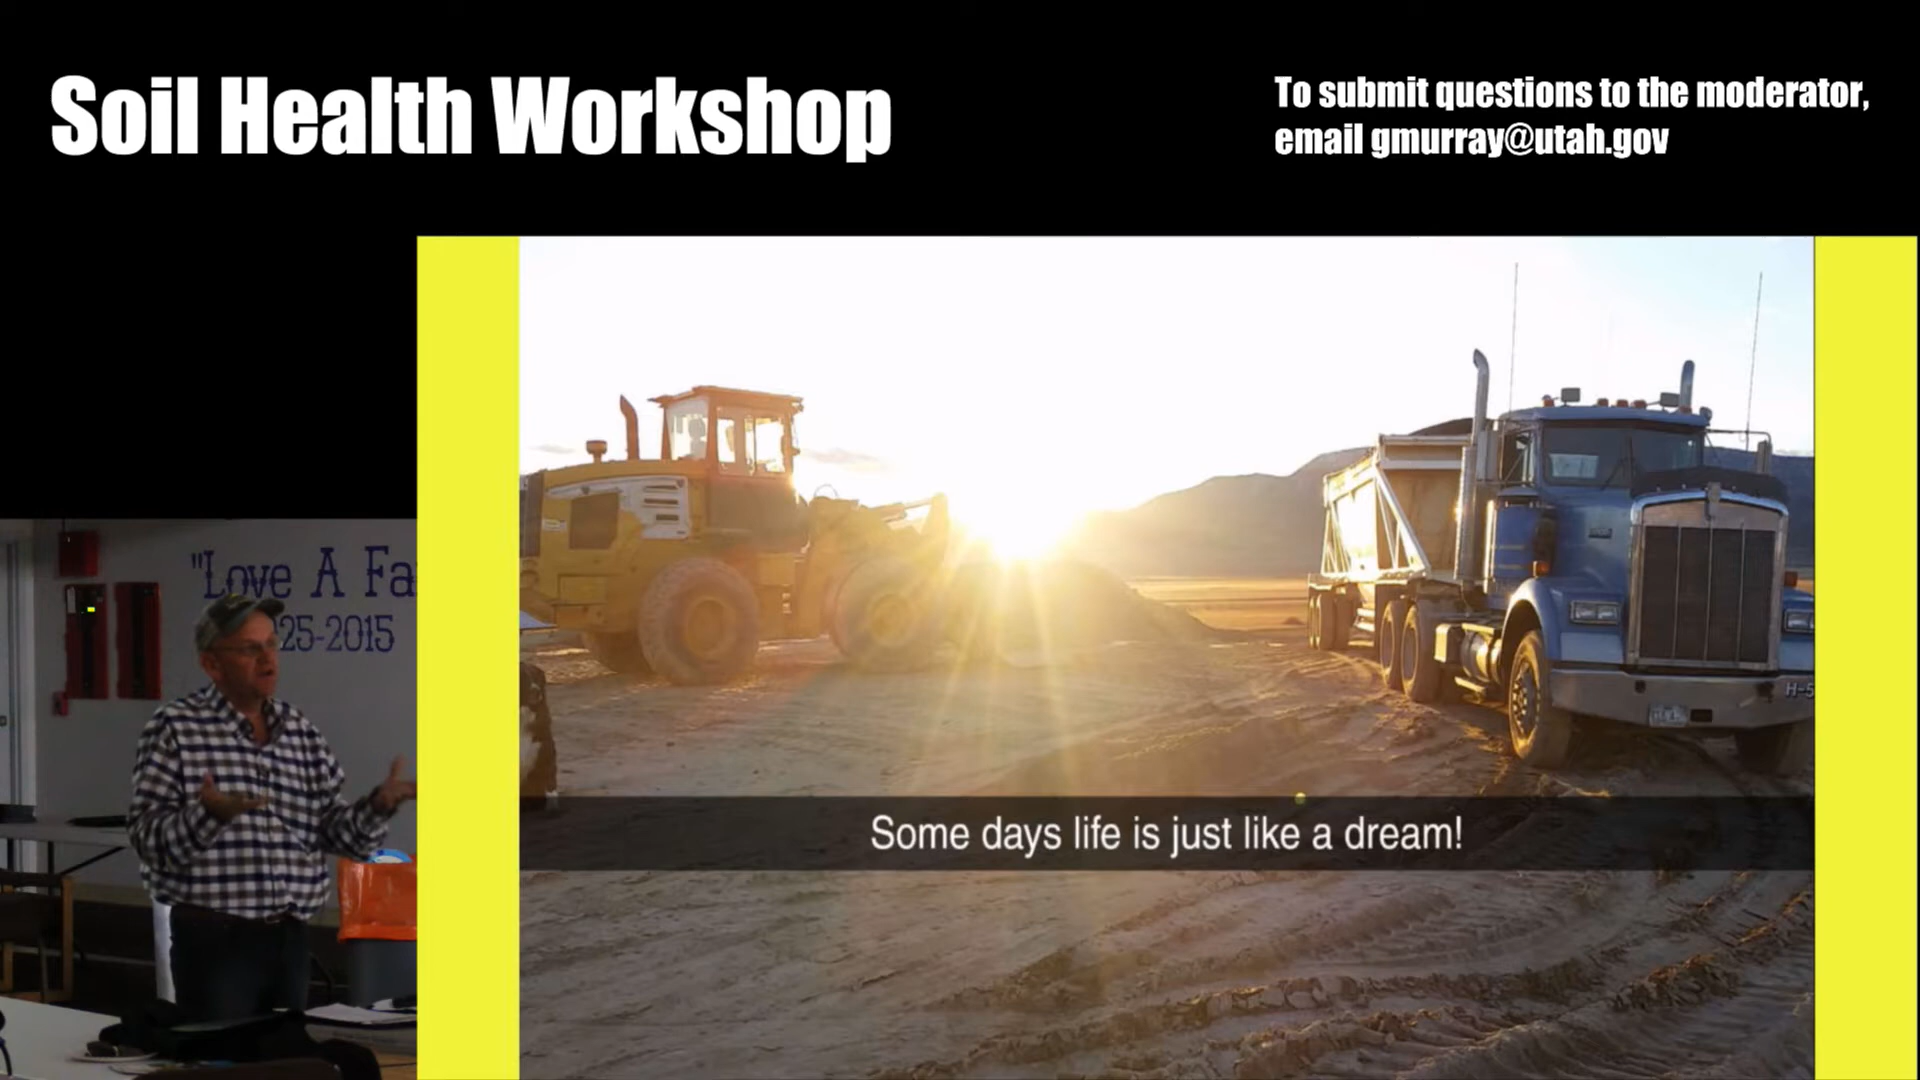 Soil Health Workshop
To submit questions to the moderator,
email gmurray@utah.gov
"Love A Fa
25-2015
Some days life is just like a dream!
H-5